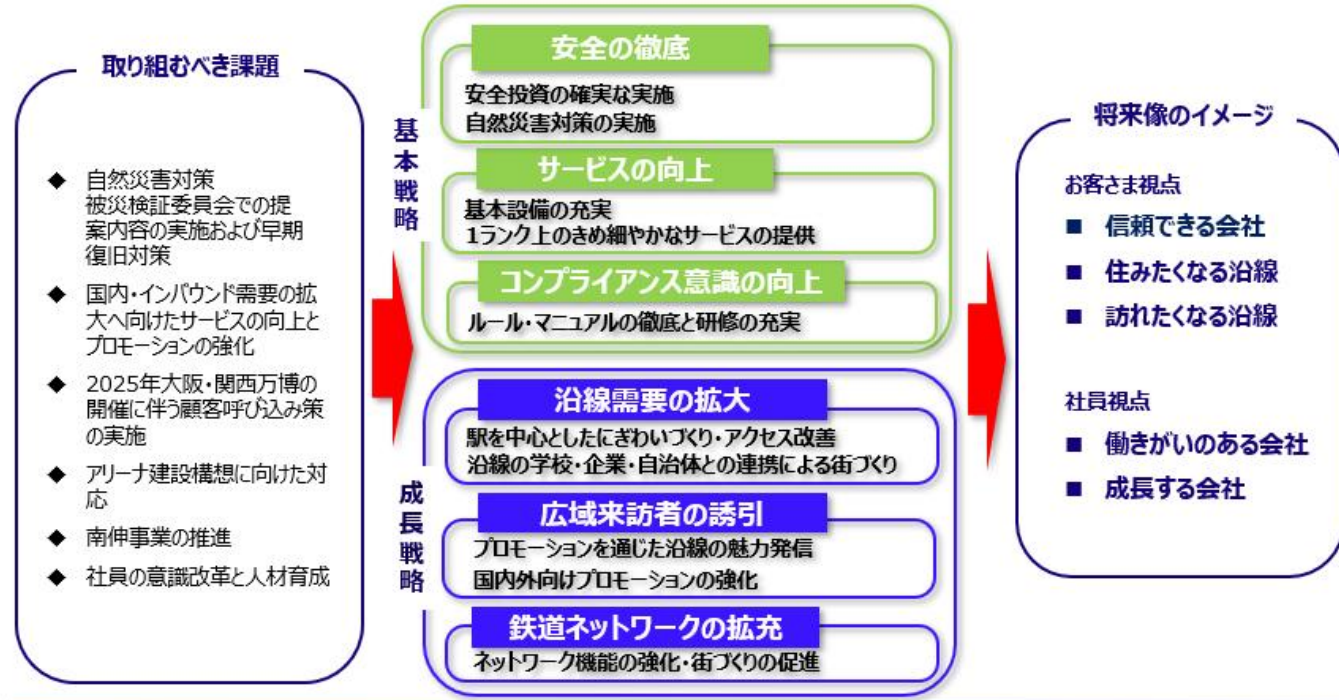 取り組むべき課題
◆ 自然災害対策
被災検証委員会での提
案内容の実施および早期
復旧対策
◆ 国内・インバウンド需要の拡
大へ向けたサービスの向上と
プロモーションの強化
◆ 2025年大阪・関西万博の
開催に伴う顧客呼び込み策
の実施
◆ アリーナ建設構想に向けた対
応
◆ 南伸事業の推進
◆ 社員の意識改革と人材育成
基本戦略
安全の徹底
安全投資の確実な実施
自然災害対策の実施
サービスの向上
基本設備の充実
1ランク上のきめ細やかなサービスの提供
コンプライアンス意識の向上
ルール・マニュアルの徹底と研修の充実
成長戦略
沿線需要の拡大
駅を中心としたにぎわいづくり・アクセス改善
沿線の学校・企業・自治体との連携による街づくり
広域来訪者の誘引
プロモーションを通じた沿線の魅力発信
国内外向けプロモーションの強化
鉄道ネットワークの拡充
ネットワーク機能の強化・街づくりの促進
将来像のイメージ
お客さま視点
■ 信頼できる会社
■ 住みたくなる沿線
■ 訪れたくなる沿線
社員視点
■ 働きがいのある会社
■ 成長する会社